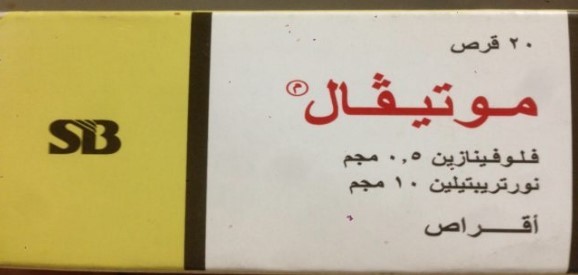 ٢٠ قرص
موتيڤال م
فلوفينازين ٠,٥ مجم
نورتريبتيلين ١٠ مجم
أقراص
SB